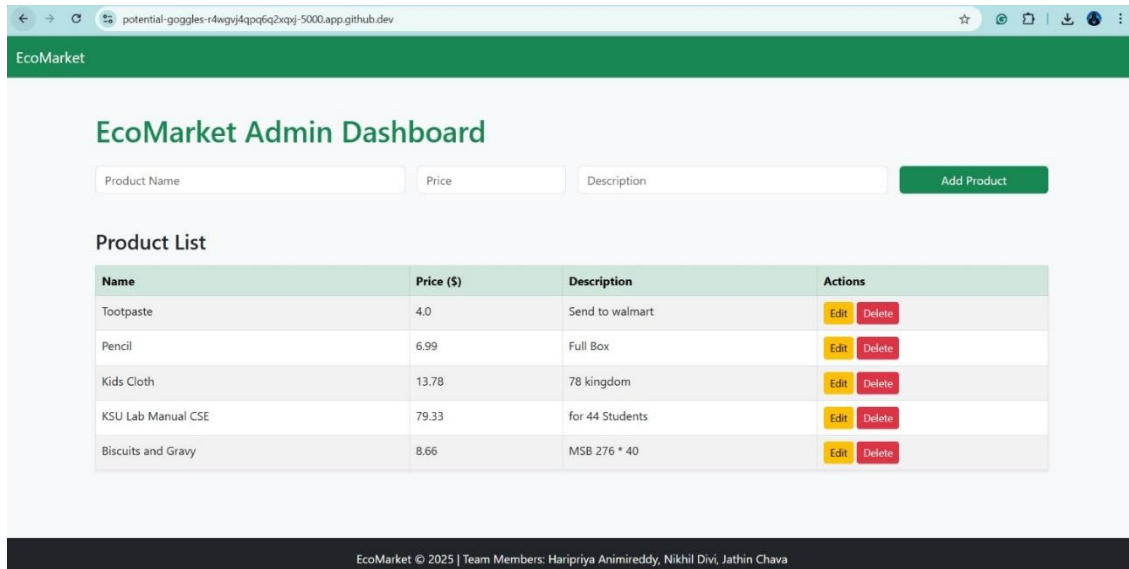 potential-goggles-r4wgvj4qpq6q2xqxj-5000.app.github.dev
EcoMarket
EcoMarket Admin Dashboard
Product Name Price Description Add Product
Product List
Name Price ($) Description Actions
Tootpaste 4.0 Send to walmart Edit Delete
Pencil 6.99 Full Box Edit Delete
Kids Cloth 13.78 78 kingdom Edit Delete
KSU Lab Manual CSE 79.33 for 44 Students Edit Delete
Biscuits and Gravy 8.66 MSB 276 * 40 Edit Delete
EcoMarket © 2025 | Team Members: Haripriya Animireddy, Nikhil Divi, Jathin Chava